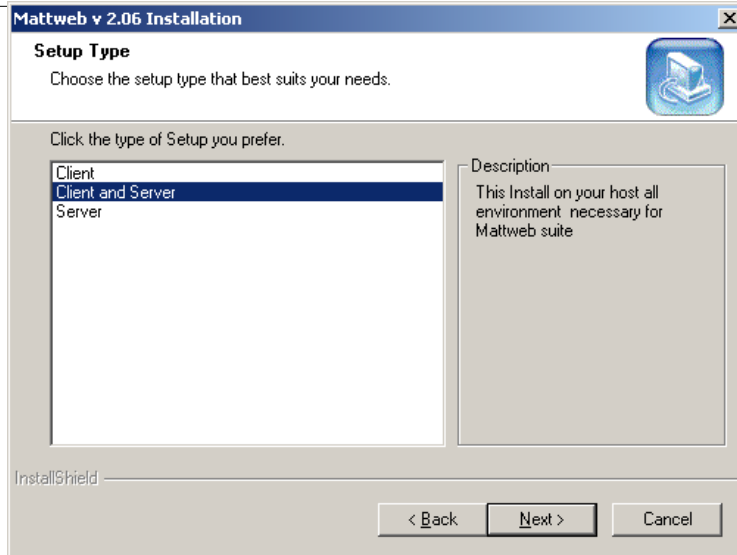 Mattweb v 2.06 Installation
Setup Type
Choose the setup type that best suits your needs.
Click the type of Setup you prefer.
Client
Client and Server
Server
Description
This Install on your host all
environment necessary for
Mattweb suite
InstallShield
< Back
Next >
Cancel